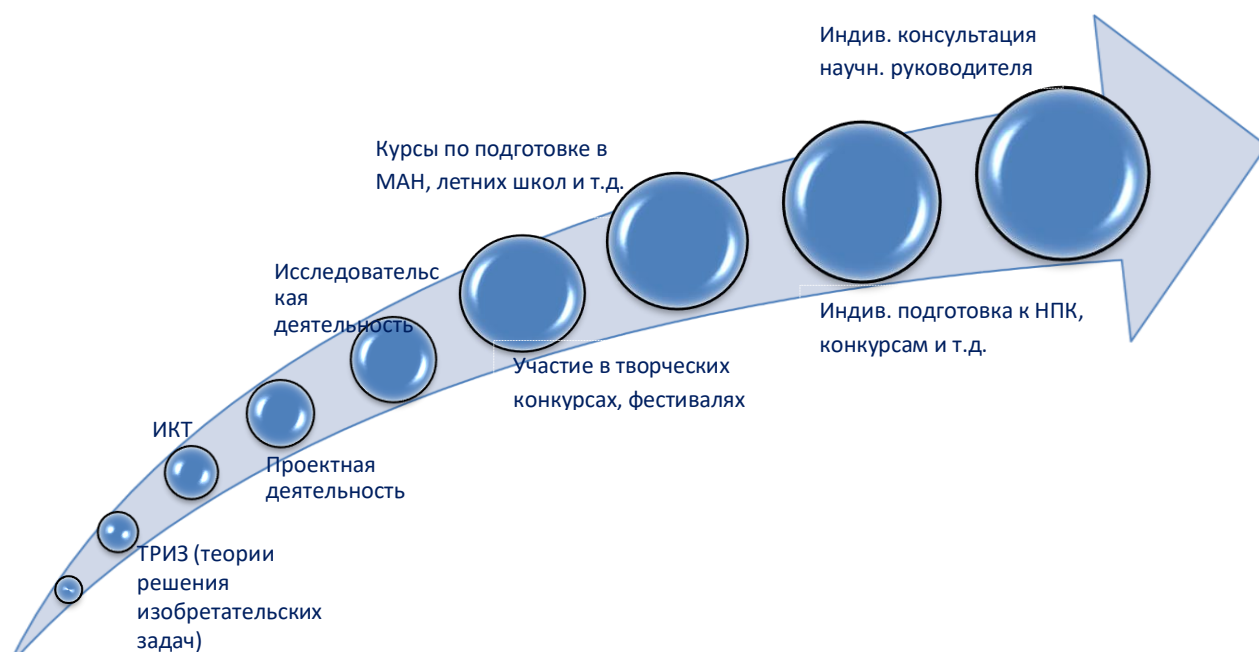 Индив. консультация
научн. руководителя
Курсы по подготовке в
МАН, летних школ и т.д.
Исследовательс
кая
деятельность
Индив. подготовка к НПК,
конкурсам и т.д.
Участие в творческих
конкурсах, фестивалях
ИКТ
Проектная
деятельность
ТРИЗ (теории
решения
изобретательских
задач)